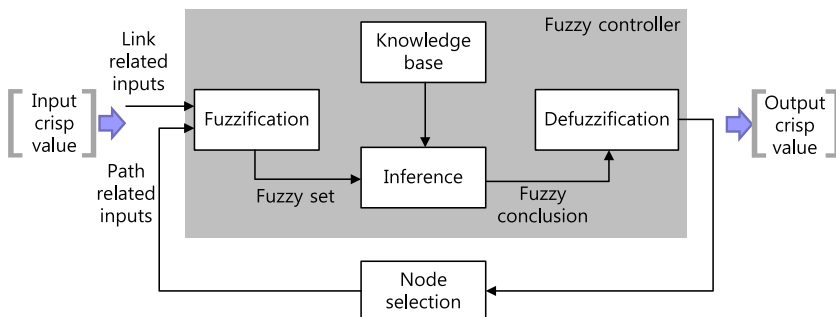 Fuzzy controller
Link
related
inputs
Knowledge
base
Input
crisp
value
Fuzzification
Defuzzification
Output
crisp
value
Path
related
inputs
Fuzzy set
Inference
Fuzzy
conclusion
Node
selection